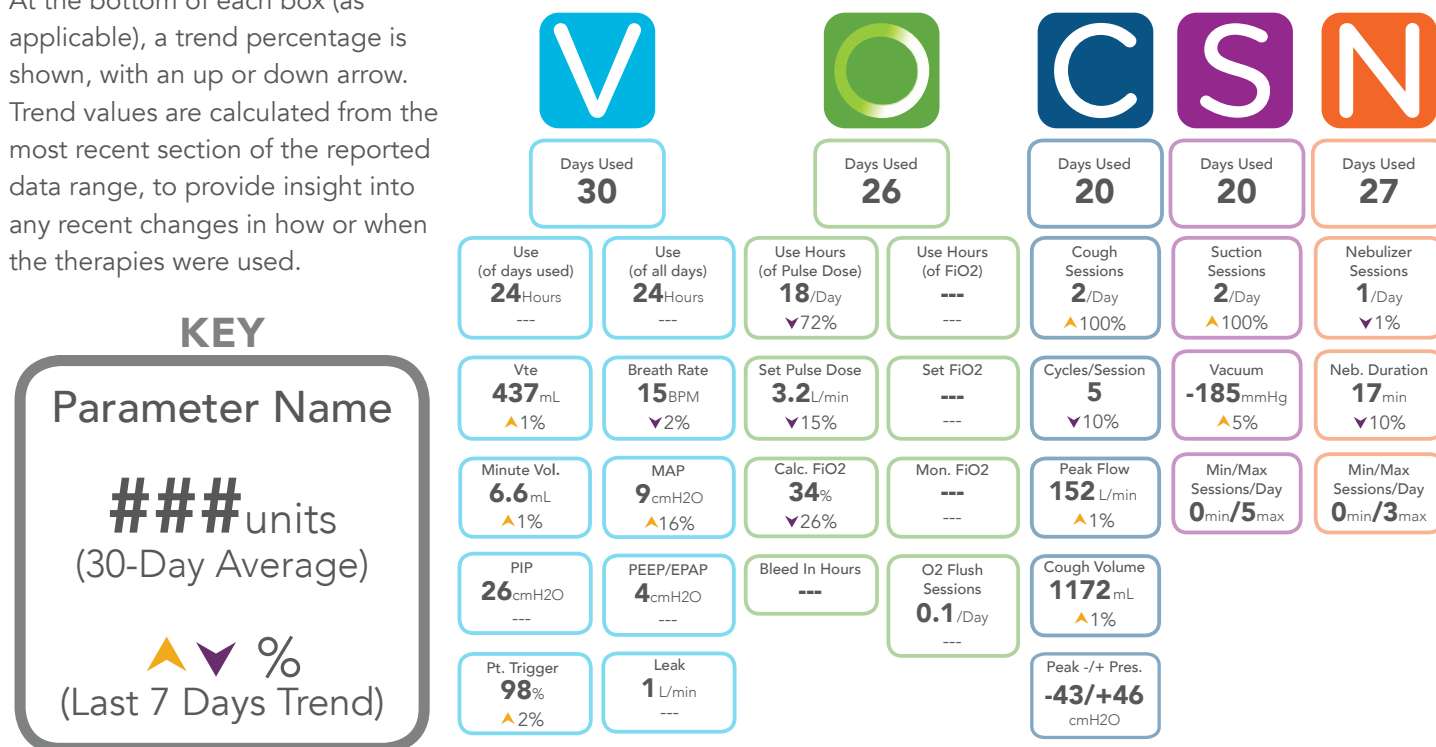 At the bottom of each box (as
applicable), a trend percentage is
shown, with an up or down arrow.
Trend values are calculated from the
most recent section of the reported
data range, to provide insight into
any recent changes in how or when
the therapies were used.
KEY
Parameter Name
###units
(30-Day Average)
%
(Last 7 Days Trend)
V
O
C
S
N
Days Used
30
Days Used
26
Days Used
20
Days Used
20
Days Used
27
Use
(of days used)
24Hours
---
Use
(of all days)
24Hours
---
Use Hours
(of Pulse Dose)
18/Day
72%
Use Hours
(of FiO2)
---
---
Cough
Sessions
2/Day
100%
Suction
Sessions
2/Day
100%
Nebulizer
Sessions
1/Day
1%
Vte
437mL
1%
Breath Rate
15BPM
2%
Set Pulse Dose
3.2L/min
15%
Set FiO2
---
---
Cycles/Session
5
10%
Vacuum
-185mmHg
5%
Neb. Duration
17min
10%
Minute Vol.
6.6mL
1%
MAP
9cmH2O
16%
Calc. FiO2
34%
26%
Mon. FiO2
---
---
Peak Flow
152 L/min
1%
Min/Max
Sessions/Day
0min/5max
Min/Max
Sessions/Day
0min/3max
PIP
26cmH2O
---
PEEP/EPAP
4cmH2O
---
Bleed In Hours
---
O2 Flush
Sessions
0.1/Day
---
Cough Volume
1172mL
1%
Pt. Trigger
98%
2%
Leak
1 L/min
---
Peak -/+ Pres.
-43/+46
cmH2O